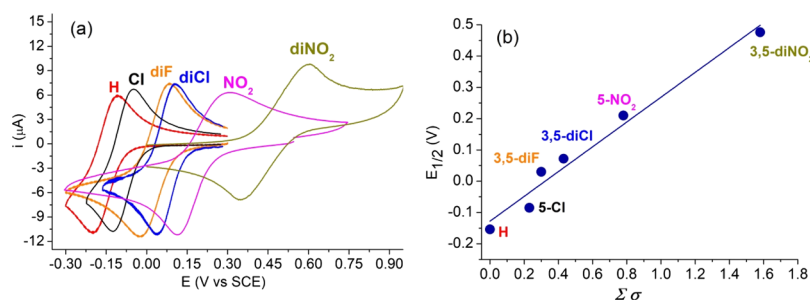 (a)
diNO2
H
Cl
diF
diCl
NO2
i (μA)
15
12
9
6
3
0
-3
-6
-9
-12
-0.30
-0.15
0.00
0.15
0.30
0.45
0.60
0.75
0.90
E (V vs SCE)
(b)
3,5-diNO2
5-NO2
3,5-diCl
3,5-diF
5-Cl
H
E1/2 (V)
0.5
0.4
0.3
0.2
0.1
0.0
-0.1
-0.2
0.0
0.2
0.4
0.6
0.8
1.0
1.2
1.4
1.6
Σ σ